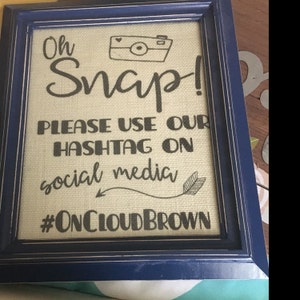 Oh
Snap!
PLEASE USE OUR
HASHTAG ON
social media
#ONCLOUDBROWN